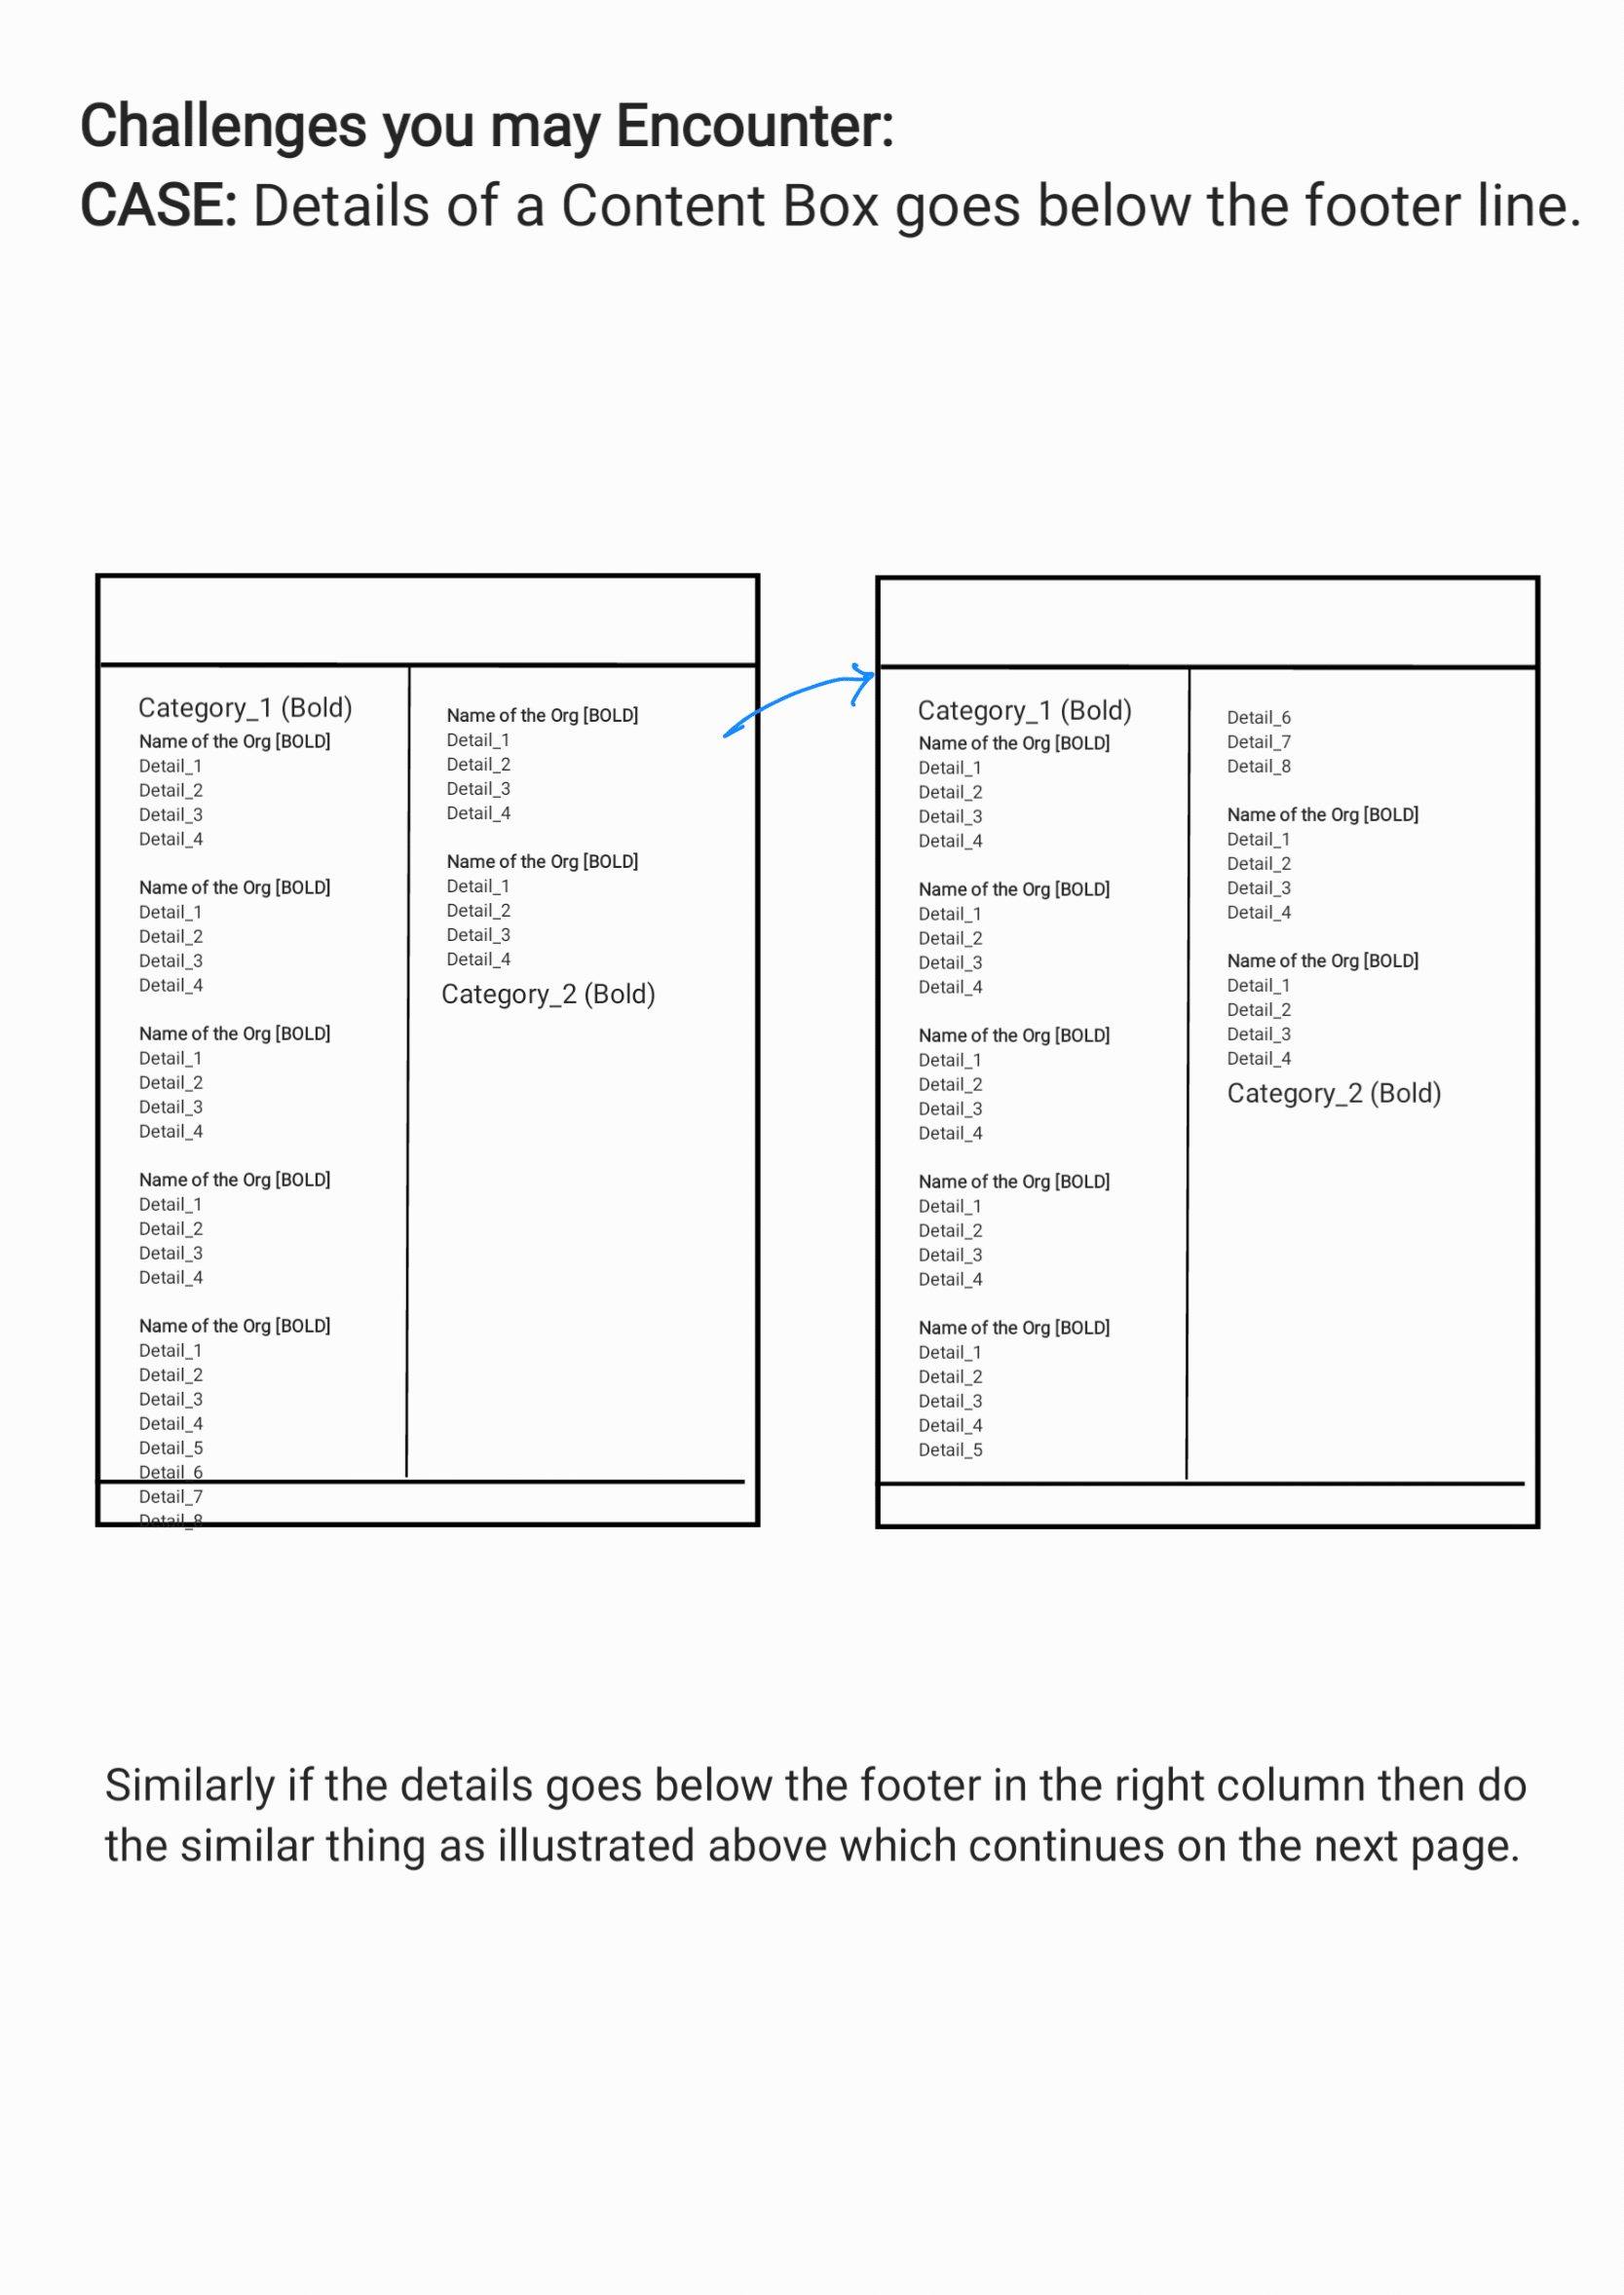 Challenges you may Encounter:
CASE: Details of a Content Box goes below the footer line.
Category_1 (Bold)
Name of the Org [BOLD]
Detail_1
Detail_2
Detail_3
Detail_4
Name of the Org [BOLD]
Detail_1
Detail_2
Detail_3
Detail_4
Name of the Org [BOLD]
Detail_1
Detail_2
Detail_3
Detail_4
Name of the Org [BOLD]
Detail_1
Detail_2
Detail_3
Detail_4
Name of the Org [BOLD]
Detail_1
Detail_2
Detail_3
Detail_4
Detail_5
Detail_6
Detail_7
Detail_8
Name of the Org [BOLD]
Detail_1
Detail_2
Detail_3
Detail_4
Name of the Org [BOLD]
Detail_1
Detail_2
Detail_3
Detail_4
Category_2 (Bold)
Category_1 (Bold)
Name of the Org [BOLD]
Detail_1
Detail_2
Detail_3
Detail_4
Name of the Org [BOLD]
Detail_1
Detail_2
Detail_3
Detail_4
Name of the Org [BOLD]
Detail_1
Detail_2
Detail_3
Detail_4
Name of the Org [BOLD]
Detail_1
Detail_2
Detail_3
Detail_4
Name of the Org [BOLD]
Detail_1
Detail_2
Detail_3
Detail_4
Detail_5
Detail_6
Detail_7
Detail_8
Name of the Org [BOLD]
Detail_1
Detail_2
Detail_3
Detail_4
Name of the Org [BOLD]
Detail_1
Detail_2
Detail_3
Detail_4
Category_2 (Bold)
Similarly if the details goes below the footer in the right column then do
the similar thing as illustrated above which continues on the next page.